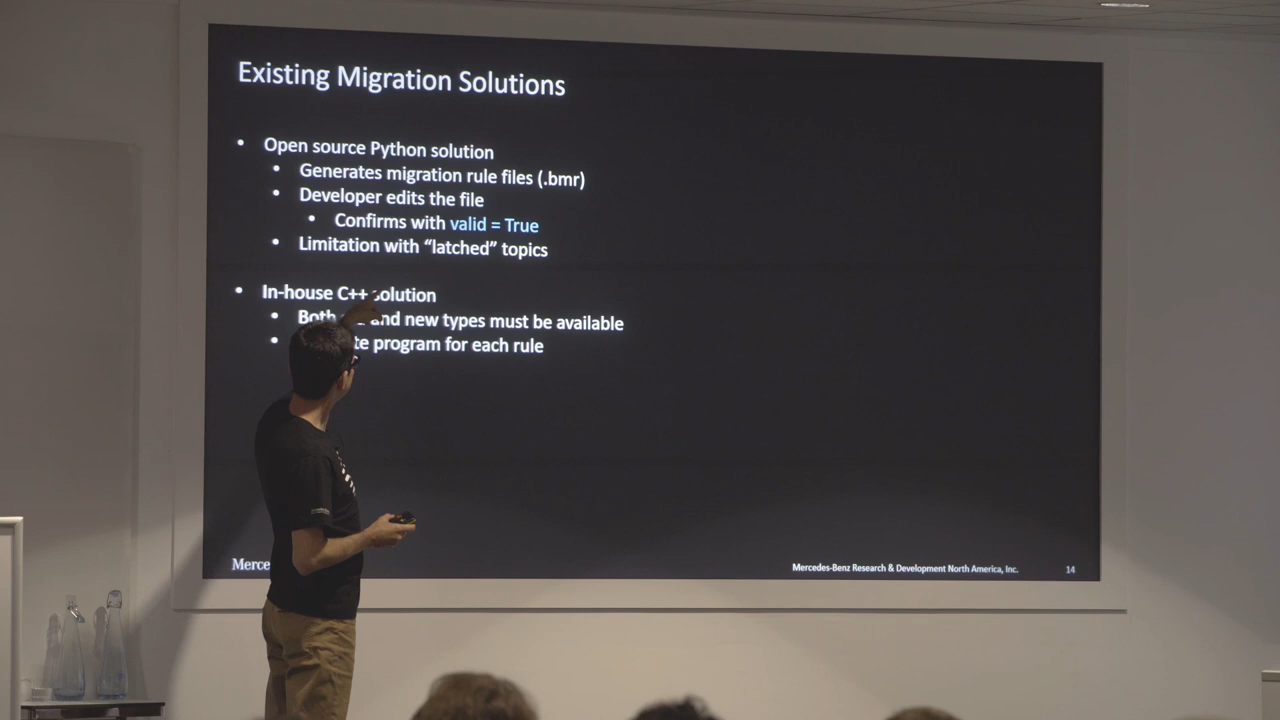 Existing Migration Solutions
• Open source Python solution
• Generates migration rule files (.bmr)
• Developer edits the file
• Confirms with valid = True
• Limitation with “latched” topics
• In-house C++ solution
• Both and new types must be available
• program for each rule
Mercedes-Benz Research & Development North America, Inc.
14